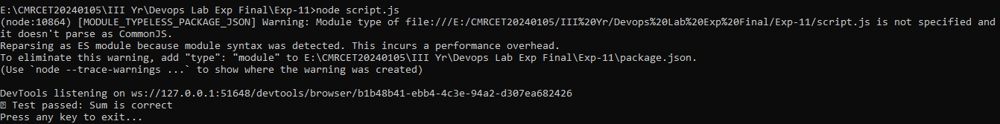 E:\CMRCET20240105\III Yr\Devops Lab Exp Final\Exp-11>node script.js
(node:10864) [MODULE_TYPELESS_PACKAGE_JSON] Warning: Module type of file:///E:/CMRCET20240105/III%20Yr/Devops%20Lab%20Exp%20Final/Exp-11/script.js is not specified and
it doesn't parse as CommonJS.
Reparsing as ES module because module syntax was detected. This incurs a performance overhead.
To eliminate this warning, add "type": "module" to E:\CMRCET20240105\III Yr\Devops Lab Exp Final\Exp-11\package.json.
(Use `node --trace-warnings ...` to show where the warning was created)
DevTools listening on ws://127.0.0.1:51648/devtools/browser/b1b48b41-ebb4-4c3e-94a2-d307ea682426
Test passed: Sum is correct
Press any key to exit...